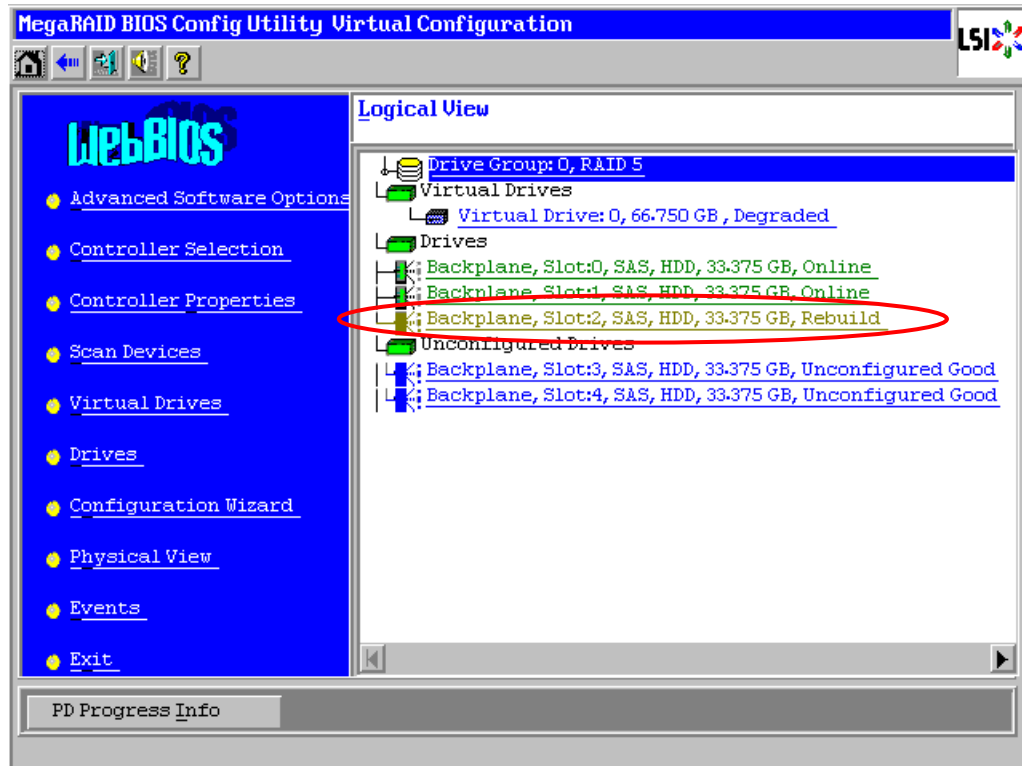 MegaRAID BIOS Config Utility Virtual Configuration
LSI
WebBIOS
Advanced Software Options
Controller Selection
Controller Properties
Scan Devices
Virtual Drives
Drives
Configuration Wizard
Physical View
Events
Exit
Logical View
Drive Group: 0, RAID 5
Virtual Drives
Virtual Drive: 0, 66.750 GB , Degraded
Drives
Backplane, Slot:0, SAS, HDD, 33.375 GB, Online
Backplane, Slot:1, SAS, HDD, 33.375 GB, Online
Backplane, Slot:2, SAS, HDD, 33.375 GB, Rebuild
Unconfigured Drives
Backplane, Slot:3, SAS, HDD, 33.375 GB, Unconfigured Good
Backplane, Slot:4, SAS, HDD, 33.375 GB, Unconfigured Good
PD Progress Info